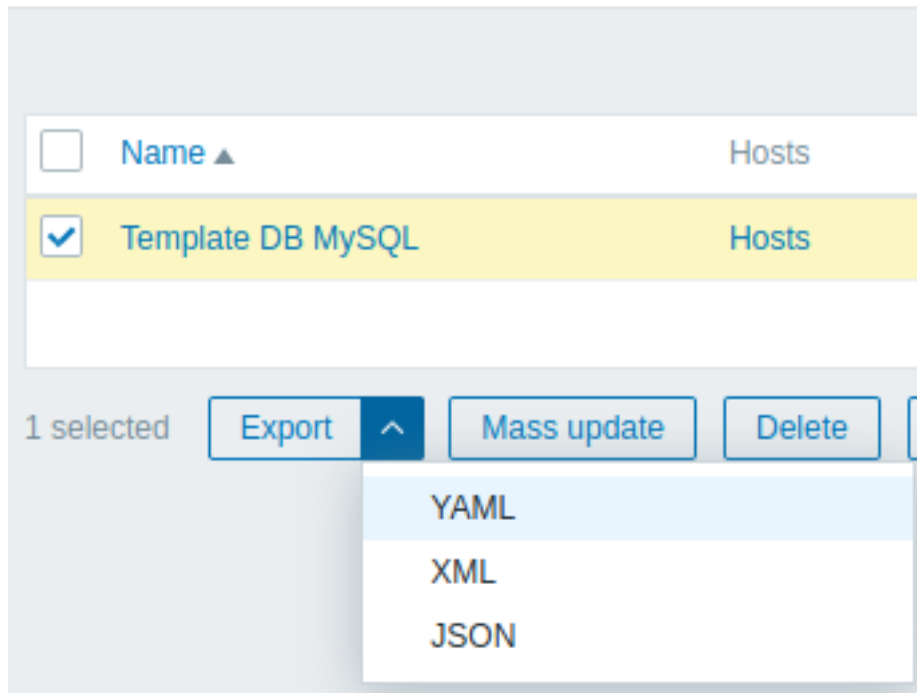 Name ▲ Hosts
Template DB MySQL Hosts
1 selected Export Mass update Delete
YAML
XML
JSON